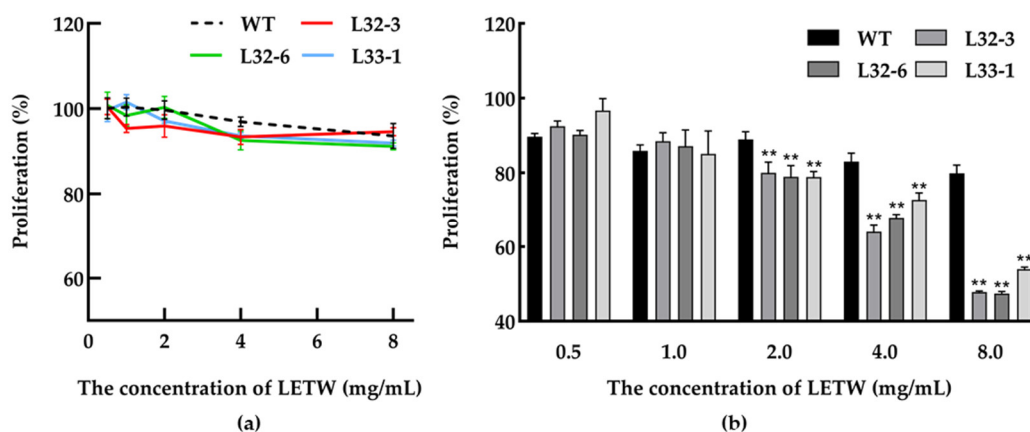 120
100
80
60
0 2 4 6 8
Proliferation (%)
The concentration of LETW (mg/mL)
WT L32-3
L32-6 L33-1
(a)
120
100
80
60
40
0.5 1.0 2.0 4.0 8.0
Proliferation (%)
The concentration of LETW (mg/mL)
WT L32-3
L32-6 L33-1
** ** **
** ** **
** ** **
(b)